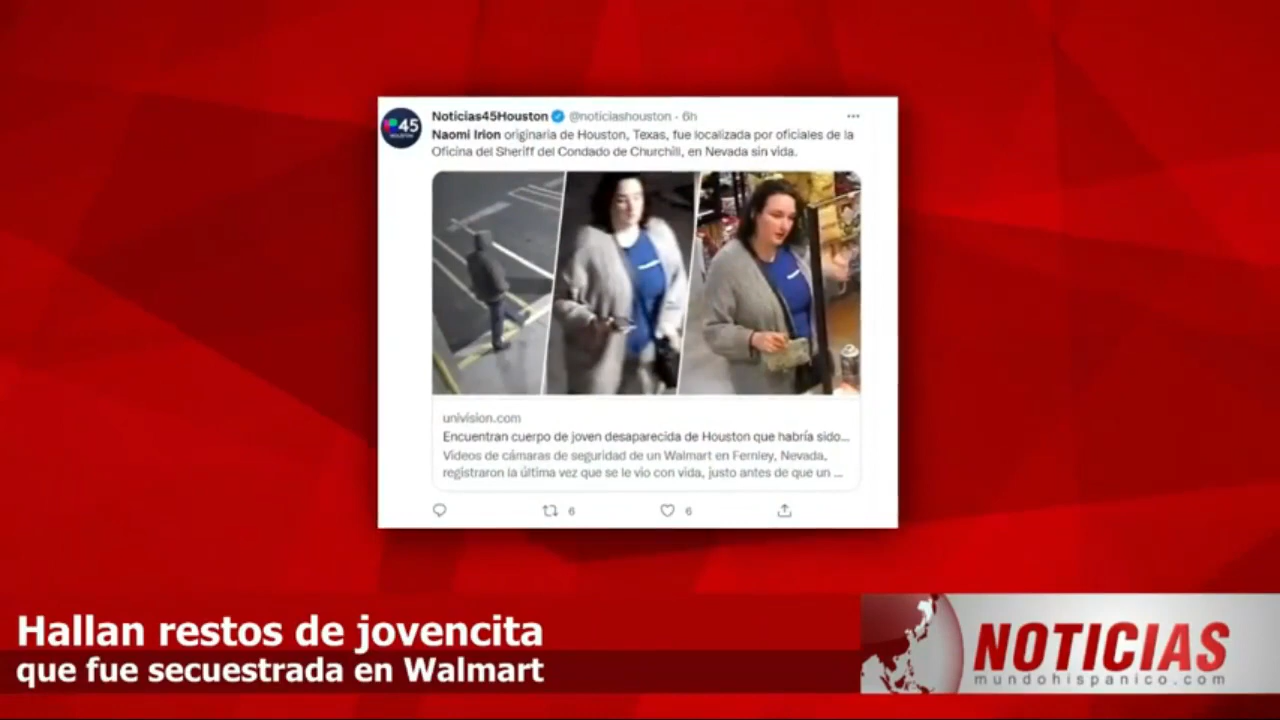 Noticias45Houston @noticiashouston · 6h
45
HOUSTON
Naomi Irion originaria de Houston, Texas, fue localizada por oficiales de la
Oficina del Sheriff del Condado de Churchill, en Nevada sin vida.
univision.com
Encuentran cuerpo de joven desaparecida de Houston que habría sido...
Videos de cámaras de seguridad de un Walmart en Fernley, Nevada,
registraron la última vez que se le vio con vida, justo antes de que un ...
6 6
Hallan restos de jovencita
que fue secuestrada en Walmart
NOTICIAS
mundohispanico.com